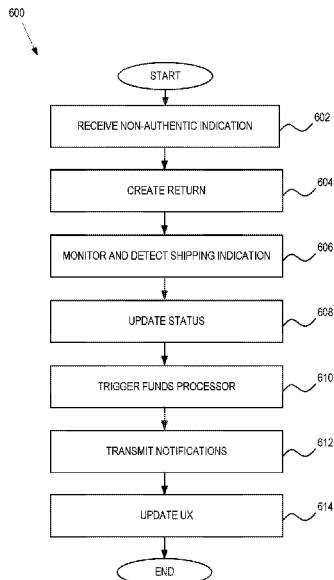 600
START
RECEIVE NON-AUTHENTIC INDICATION
602
CREATE RETURN
604
MONITOR AND DETECT SHIPPING INDICATION
606
UPDATE STATUS
608
TRIGGER FUNDS PROCESSOR
610
TRANSMIT NOTIFICATIONS
612
UPDATE UX
614
END